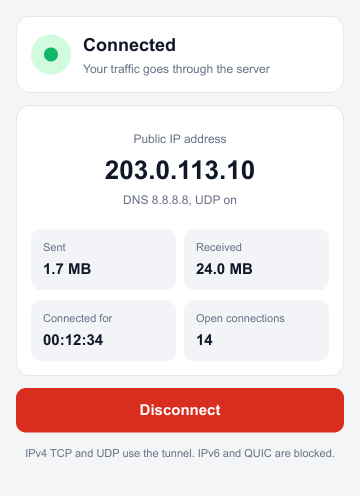 Connected
Your traffic goes through the server
Public IP address
203.0.113.10
DNS 8.8.8.8, UDP on
Sent
1.7 MB
Received
24.0 MB
Connected for
00:12:34
Open connections
14
Disconnect
IPv4 TCP and UDP use the tunnel. IPv6 and QUIC are blocked.